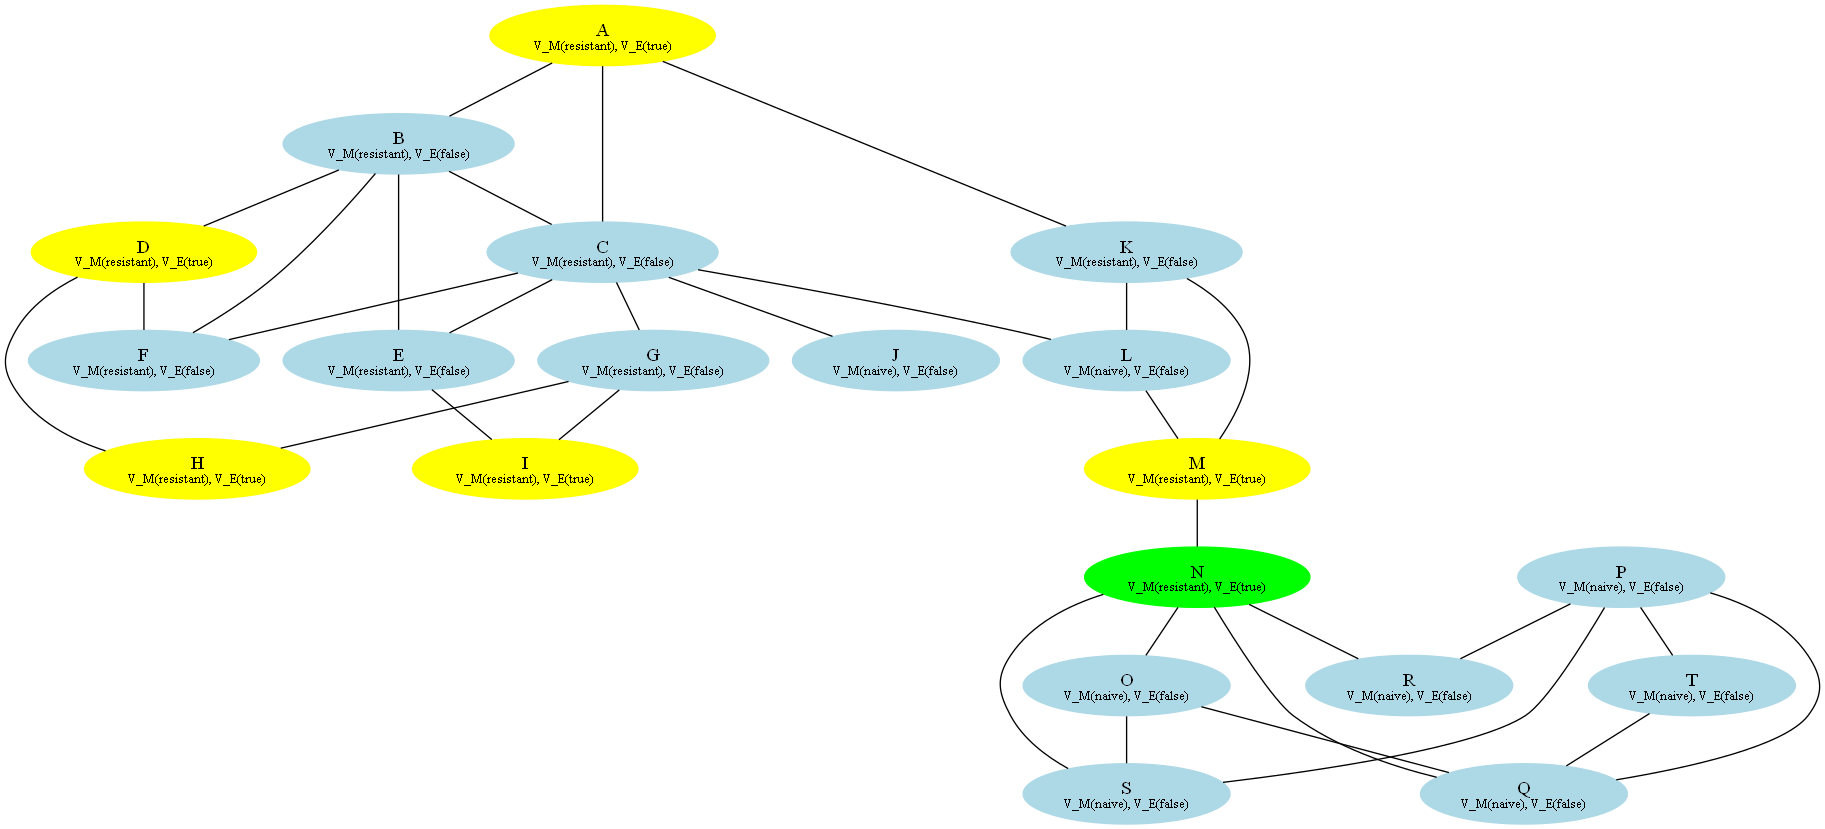 A
V_M(resistant), V_E(true)
B
V_M(resistant), V_E(false)
D
V_M(resistant), V_E(true)
C
V_M(resistant), V_E(false)
K
V_M(resistant), V_E(false)
F
V_M(resistant), V_E(false)
E
V_M(resistant), V_E(false)
G
V_M(resistant), V_E(false)
J
V_M(naive), V_E(false)
L
V_M(naive), V_E(false)
H
V_M(resistant), V_E(true)
I
V_M(resistant), V_E(true)
M
V_M(resistant), V_E(true)
N
V_M(resistant), V_E(true)
P
V_M(naive), V_E(false)
O
V_M(naive), V_E(false)
R
V_M(naive), V_E(false)
T
V_M(naive), V_E(false)
S
V_M(naive), V_E(false)
Q
V_M(naive), V_E(false)